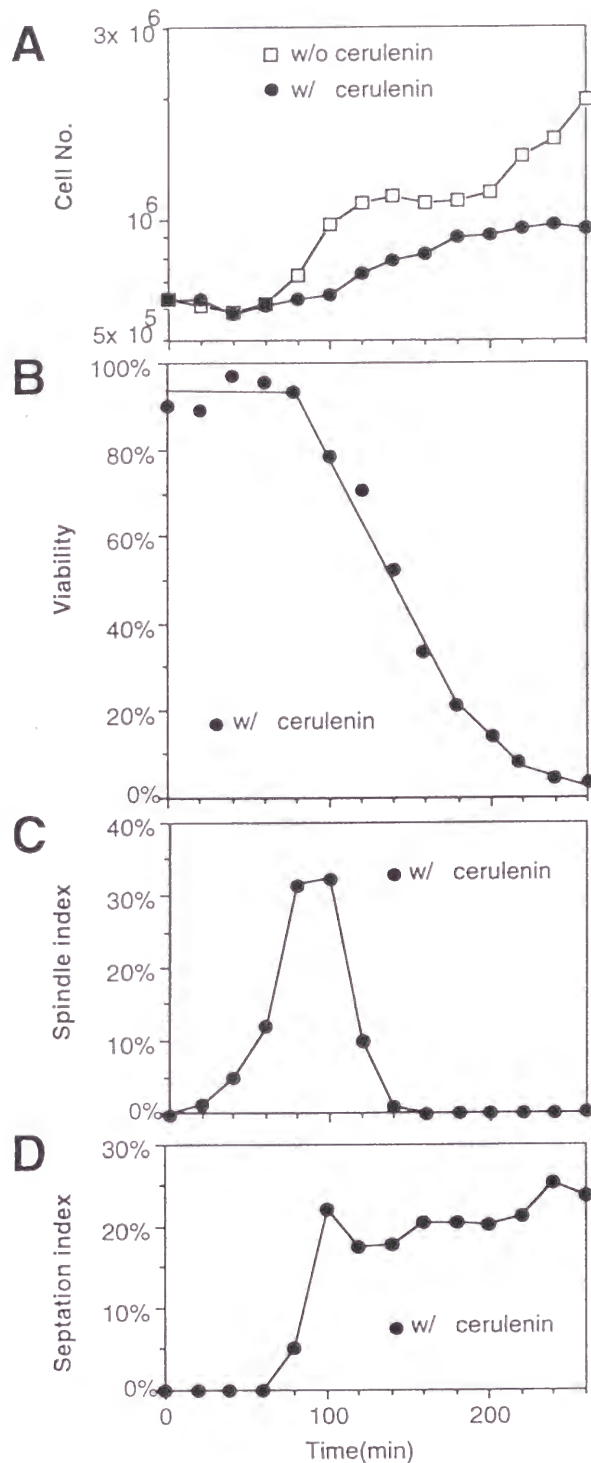 A
3x 10^6
□ w/o cerulenin
● w/ cerulenin
Cell No.
10^6
5x 10^5
B
100%
80%
60%
40%
20%
0%
Viability
● w/ cerulenin
C
40%
30%
20%
10%
0%
Spindle index
● w/ cerulenin
D
30%
20%
10%
0%
Septation index
● w/ cerulenin
0
100
200
Time(min)